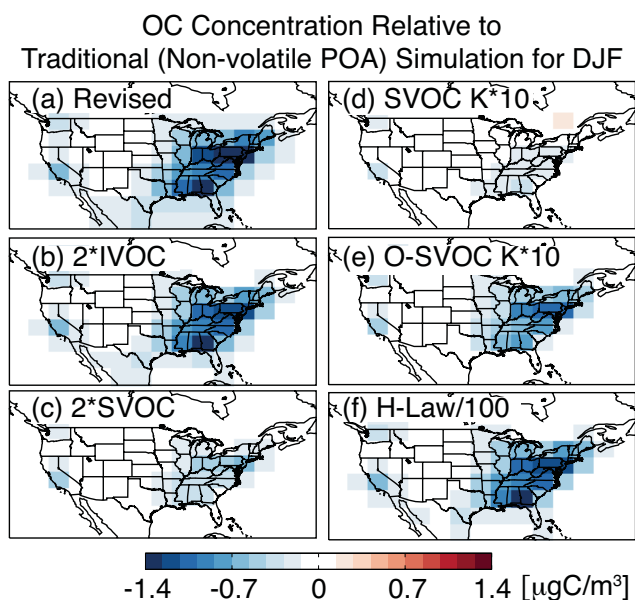 OC Concentration Relative to
Traditional (Non-volatile POA) Simulation for DJF
(a) Revised
(d) SVOC K*10
(b) 2*IVOC
(e) O-SVOC K*10
(c) 2*SVOC
(f) H-Law/100
-1.4 -0.7 0 0.7 1.4 [µgC/m³]